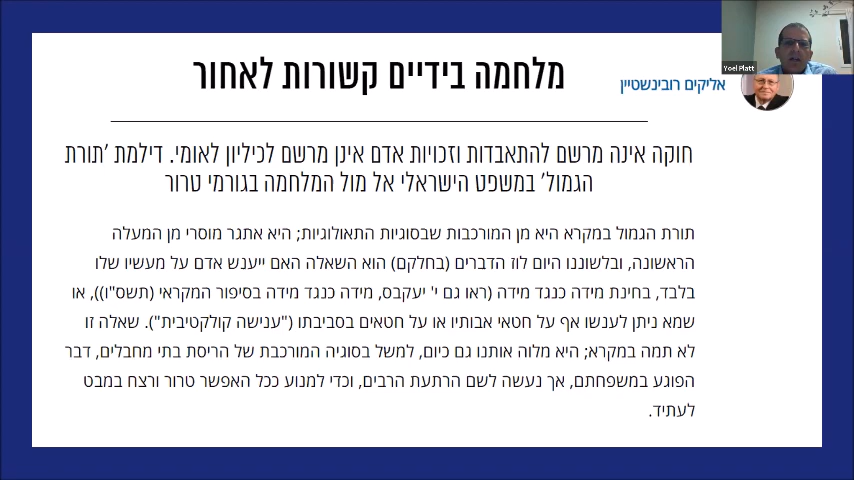 Yoel Platt
אליקים רובינשטיין
מלחמה בידיים קשורות לאחור
חוקה אינה מרשם להתאבדות וזכויות אדם אינן מרשם לכיליון לאומי. דילמת 'תורת
הגמול' במשפט הישראלי אל מול המלחמה בגורמי טרור
תורת הגמול במקרא היא מן המורכבות שבסוגיות התאולוגיות; היא אתגר מוסרי מן המעלה
הראשונה, ובלשוננו היום לוז הדברים (בחלקם) הוא השאלה האם ייענש אדם על מעשיו שלו
בלבד, בחינת מידה כנגד מידה (ראו גם י' יעקבס, מידה כנגד מידה בסיפור המקראי (תשס"ו)), או
שמא ניתן לענשו אף על חטאי אבותיו או על חטאים בסביבתו ("ענישה קולקטיבית"). שאלה זו
לא תמה במקרא; היא מלוה אותנו גם כיום, למשל בסוגיה המורכבת של הריסת בתי מחבלים, דבר
הפוגע במשפחתם, אך נעשה לשם הרתעת הרבים, וכדי למנוע ככל האפשר טרור ורצח במבט
לעתיד.